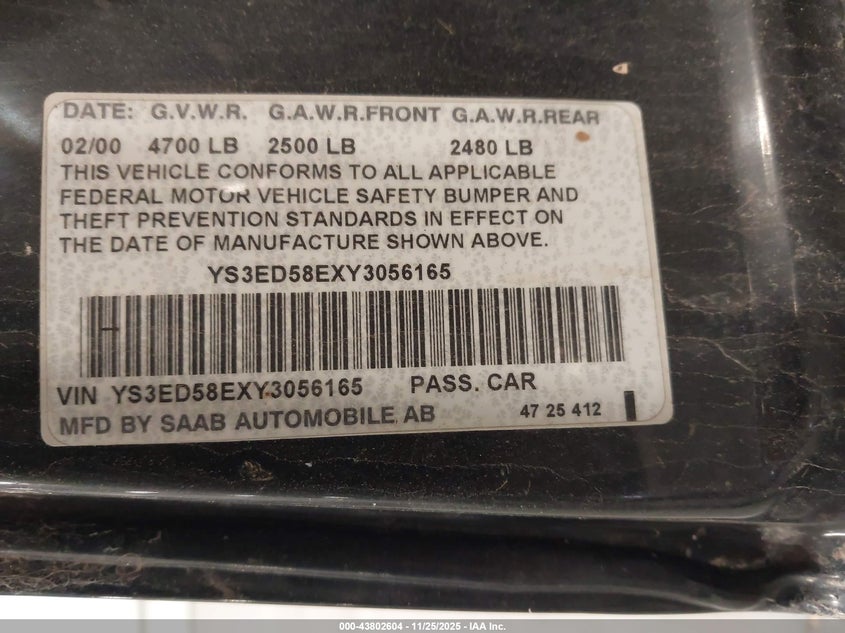 DATE: G.V.W.R. G.A.W.R.FRONT G.A.W.R.REAR
02/00 4700 LB 2500 LB 2480 LB
THIS VEHICLE CONFORMS TO ALL APPLICABLE
FEDERAL MOTOR VEHICLE SAFETY BUMPER AND
THEFT PREVENTION STANDARDS IN EFFECT ON
THE DATE OF MANUFACTURE SHOWN ABOVE.
YS3ED58EXY3056165
VIN YS3ED58EXY3056165 PASS. CAR
MFD BY SAAB AUTOMOBILE AB 47 25 412
000-43802604 - 11/25/2025 - IAA Inc.